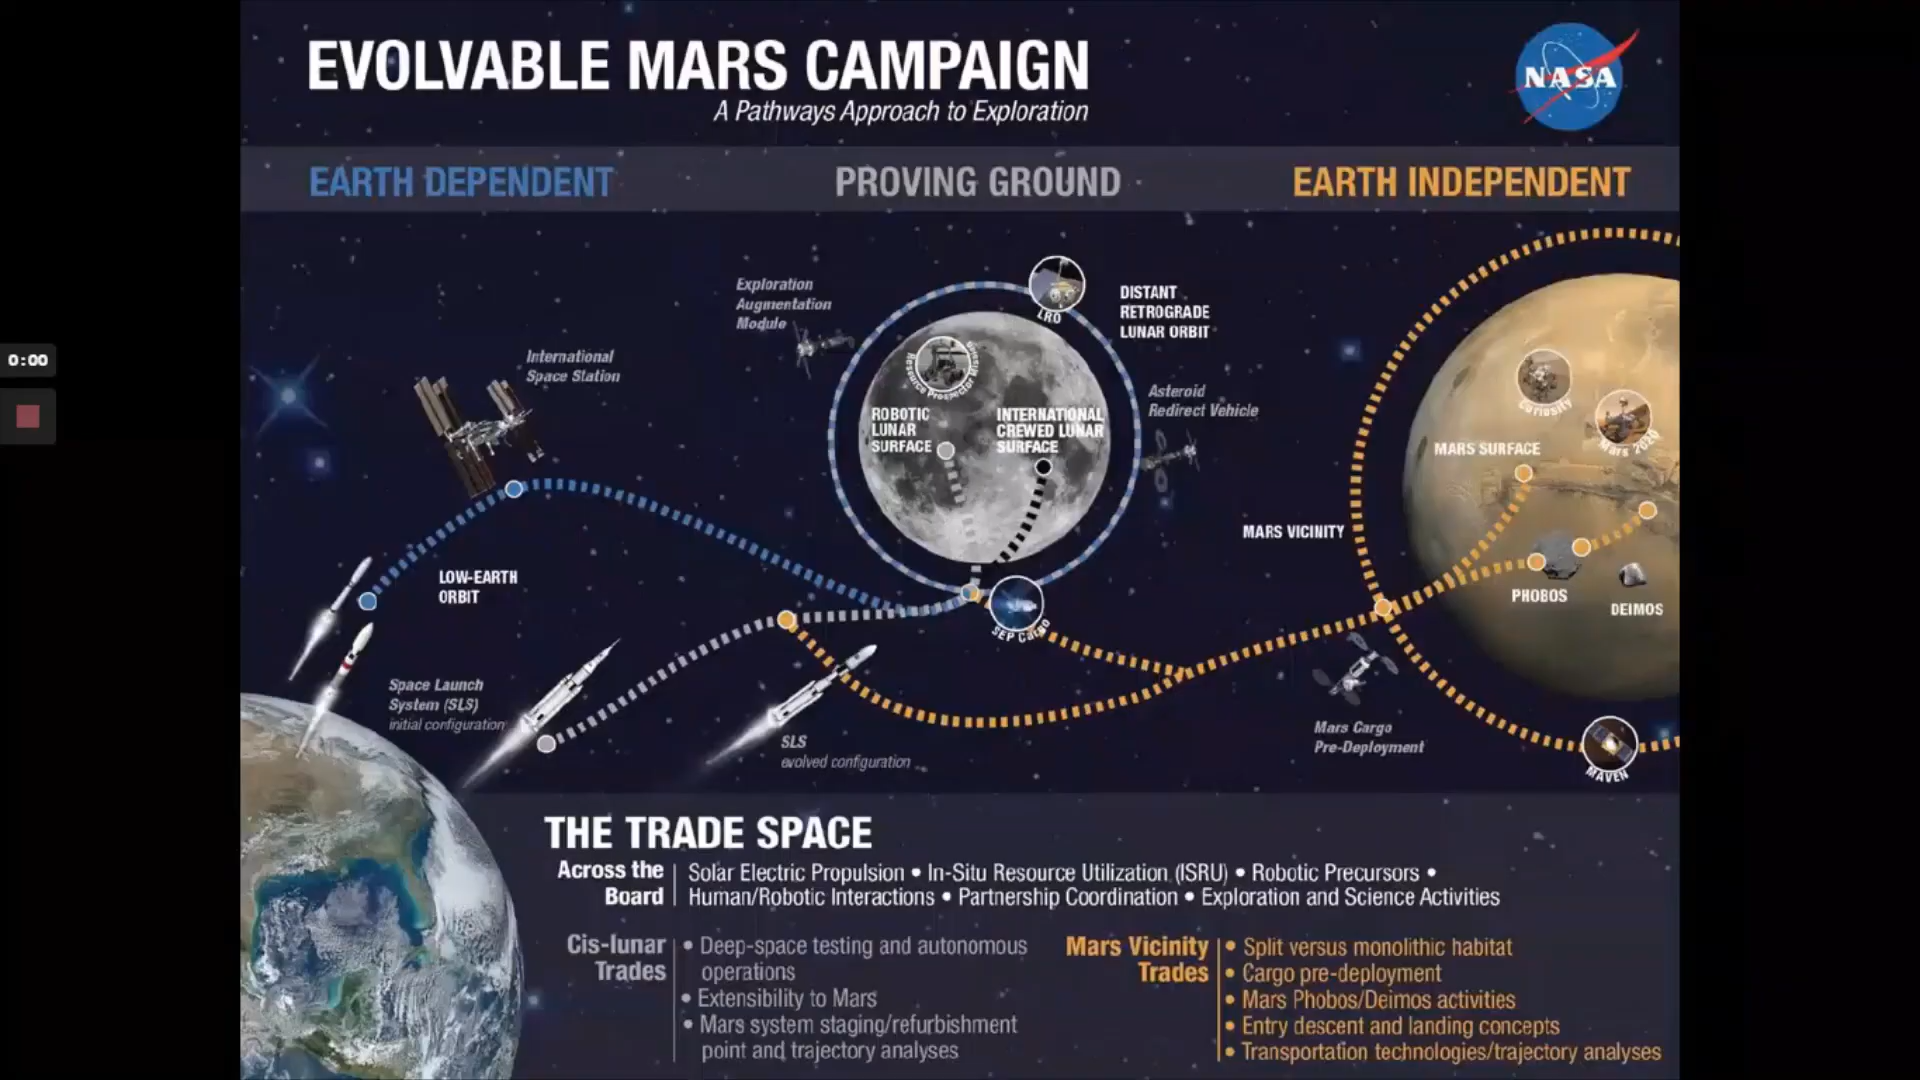 EVOLVABLE MARS CAMPAIGN
A Pathways Approach to Exploration
NASA
EARTH DEPENDENT
PROVING GROUND
EARTH INDEPENDENT
0:00
International
Space Station
LOW-EARTH
ORBIT
Space Launch
System (SLS)
initial configuration
SLS
evolved configuration
Exploration
Augmentation
Module
LRO
DISTANT
RETROGRADE
LUNAR ORBIT
Resource Prospector Mission
ROBOTIC
LUNAR
SURFACE
INTERNATIONAL
CREWED LUNAR
SURFACE
Asteroid
Redirect Vehicle
SEP Cargo
MARS VICINITY
Curiosity
Mars 2020
MARS SURFACE
PHOBOS
DEIMOS
Mars Cargo
Pre-Deployment
MAVEN
THE TRADE SPACE
Across the
Board
Solar Electric Propulsion • In-Situ Resource Utilization (ISRU) • Robotic Precursors •
Human/Robotic Interactions • Partnership Coordination • Exploration and Science Activities
Cis-lunar
Trades
• Deep-space testing and autonomous
operations
• Extensibility to Mars
• Mars system staging/refurbishment
point and trajectory analyses
Mars Vicinity
Trades
• Split versus monolithic habitat
• Cargo pre-deployment
• Mars Phobos/Deimos activities
• Entry descent and landing concepts
• Transportation technologies/trajectory analyses